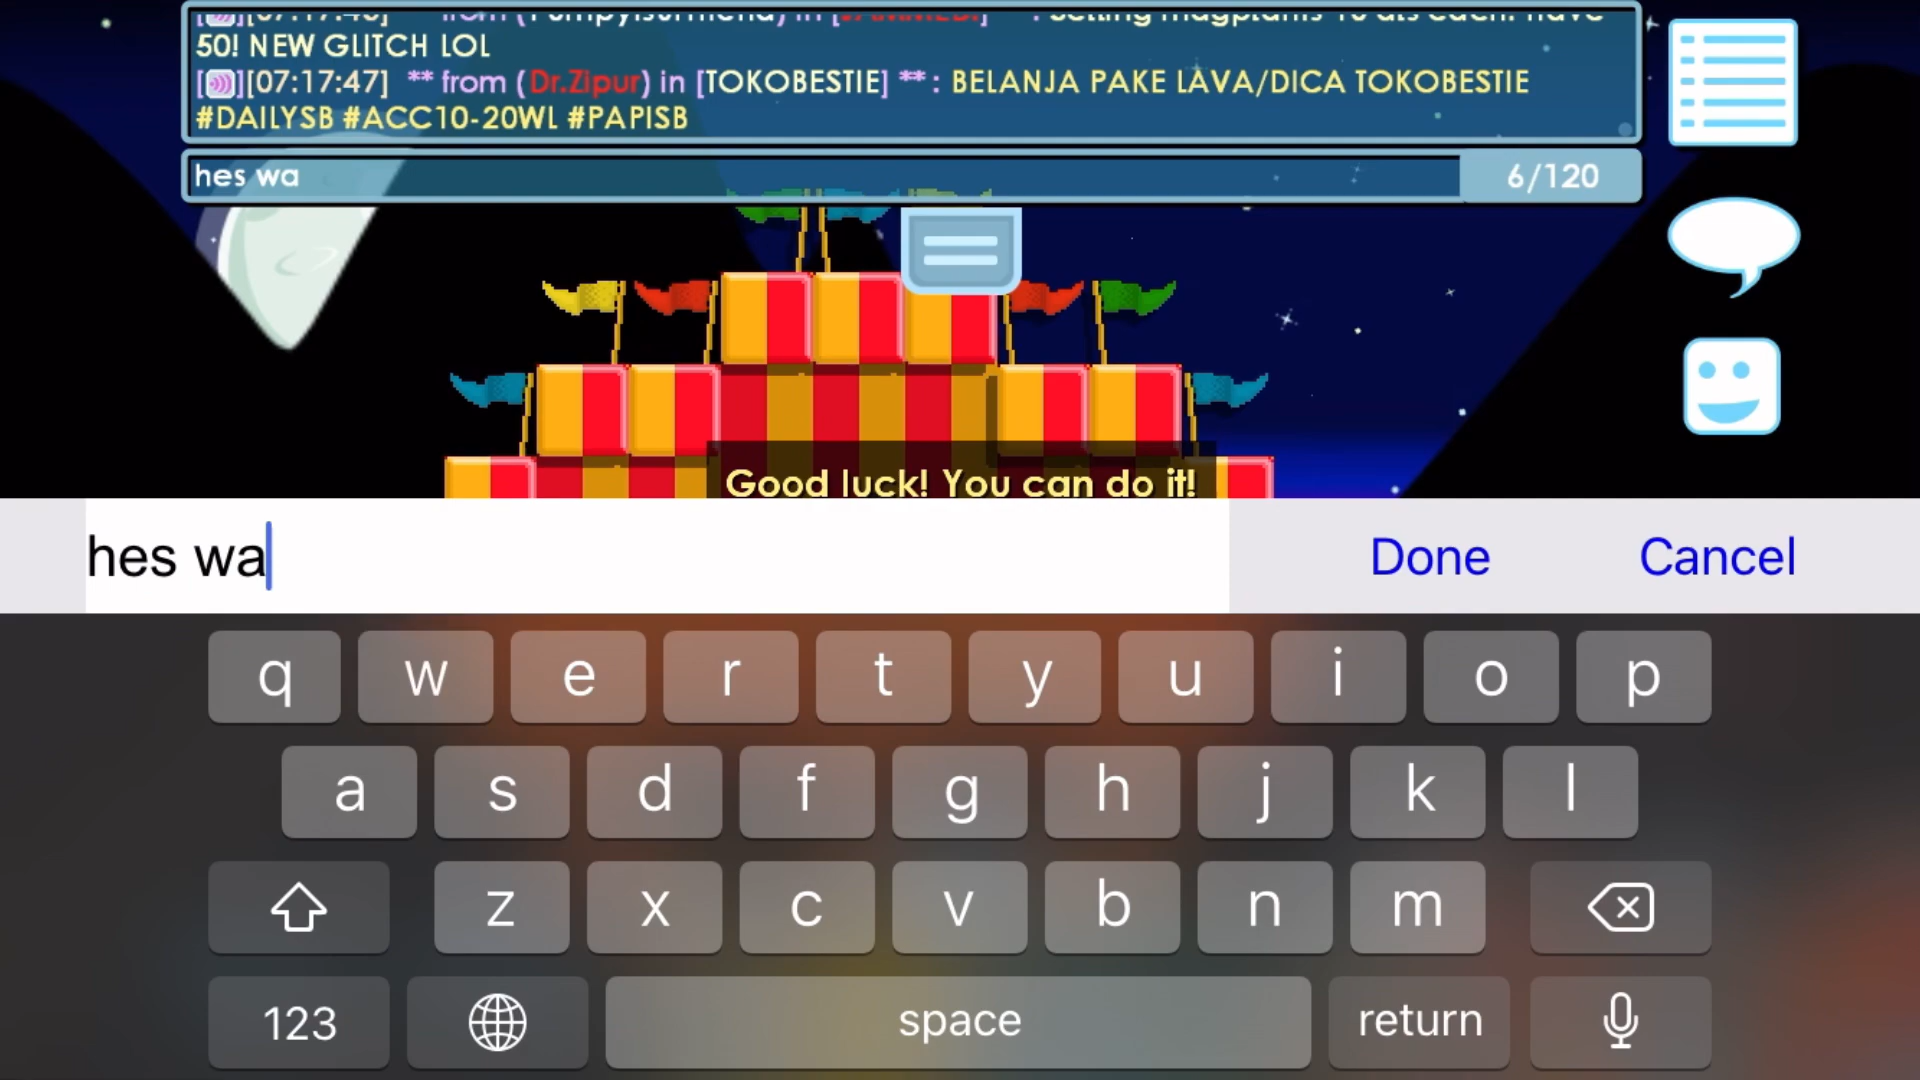 50! NEW GLITCH LOL
[07:17:47] ** from (Dr.Zipur) in [TOKOBESTIE] ** : BELANJA PAKE LAVA/DICA TOKOBESTIE
#DAILYSB #ACC10-20WL #PAPISB
hes wa 6/120
Good luck! You can do it!
hes wa Done Cancel
q w e r t y u i o p
a s d f g h j k l
z x c v b n m
123 space return